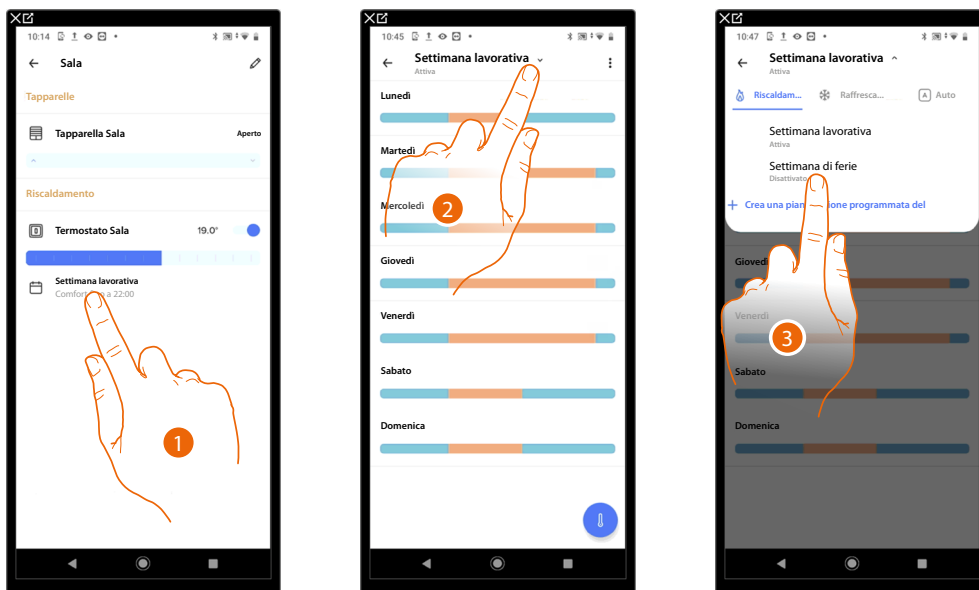 10:14
Sala
Tapparelle
Tapparella Sala Aperto
Riscaldamento
Termostato Sala 19.0°
Settimana lavorativa
Comfort a 22:00
1
10:45
Settimana lavorativa
Attiva
Lunedì
Martedì
Mercoledì
2
Giovedì
Venerdì
Sabato
Domenica
10:47
Settimana lavorativa
Attiva
Riscaldam... Raffresca... A Auto
Settimana lavorativa
Attiva
Settimana di ferie
Disattivato
+ Crea una programmata del
Giovedì
Venerdì
3
Sabato
Domenica